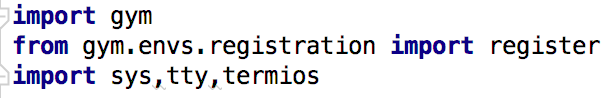 import gym
from gym.envs.registration import register
import sys,tty,termios